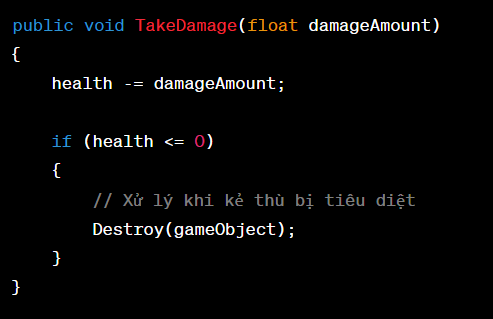 public void TakeDamage(float damageAmount)
{
    health -= damageAmount;

    if (health <= 0)
    {
        // Xử lý khi kẻ thù bị tiêu diệt
        Destroy(gameObject);
    }
}